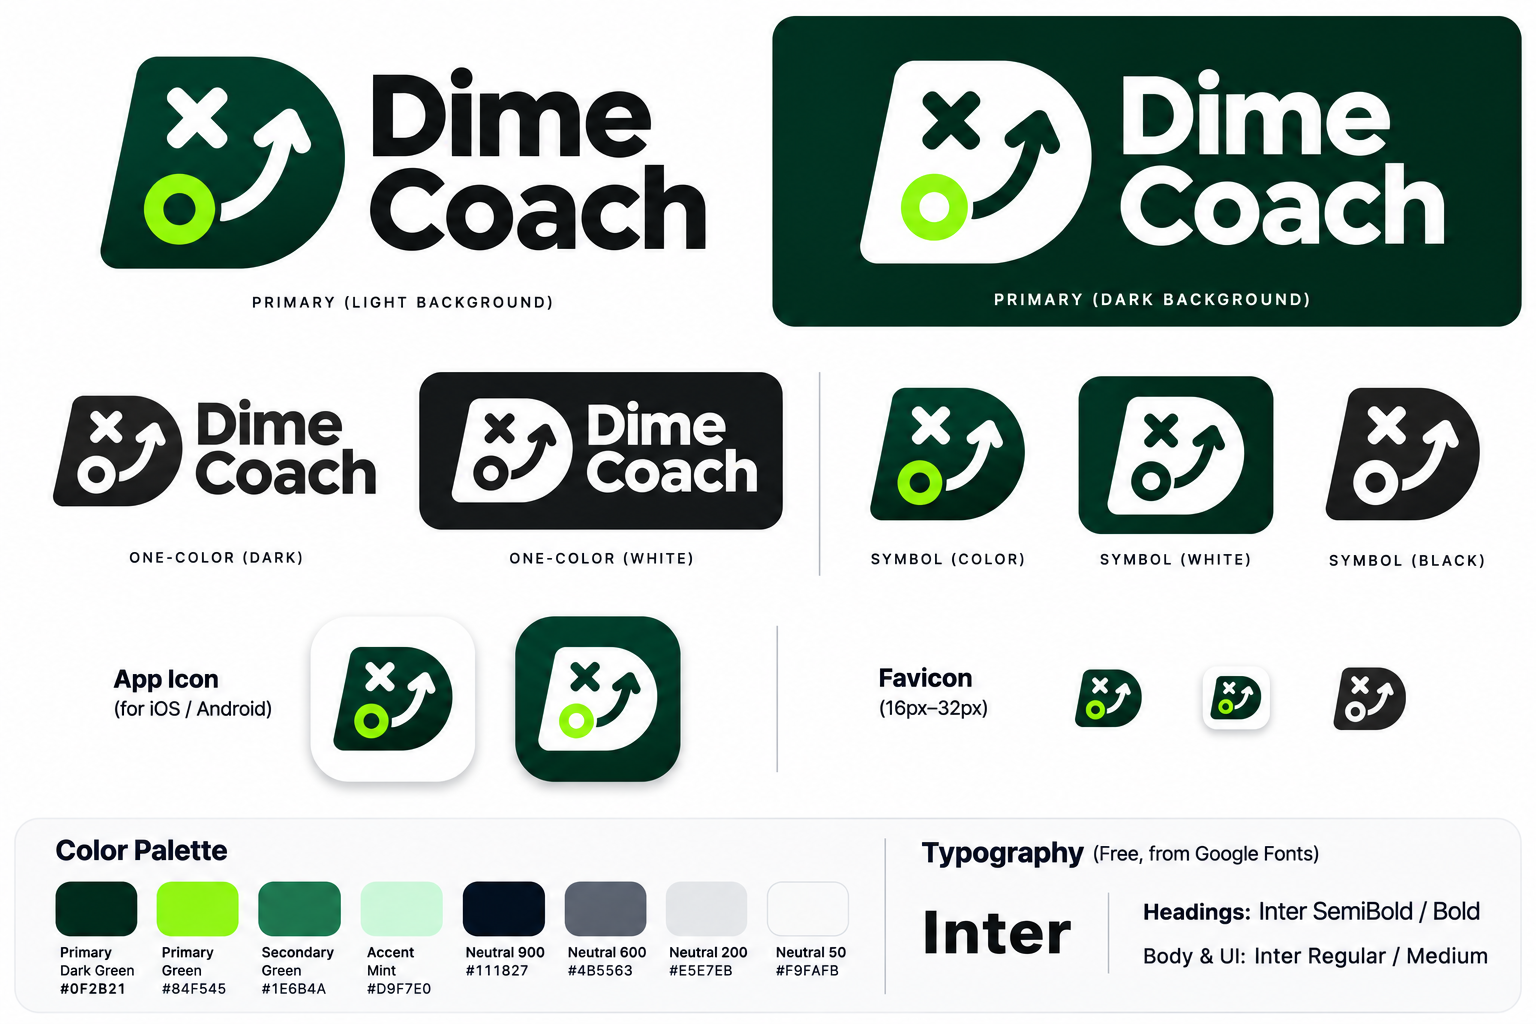 Dime
Coach
PRIMARY (LIGHT BACKGROUND)
Dime
Coach
PRIMARY (DARK BACKGROUND)
Dime
Coach
ONE-COLOR (DARK)
Dime
Coach
ONE-COLOR (WHITE)
SYMBOL (COLOR)
SYMBOL (WHITE)
SYMBOL (BLACK)
App Icon
(for iOS / Android)
Favicon
(16px–32px)
Color Palette
Primary
Dark Green
#0F2B21
Primary
Green
#84F545
Secondary
Green
#1E6B4A
Accent
Mint
#D9F7E0
Neutral 900
#111827
Neutral 600
#4B5563
Neutral 200
#E5E7EB
Neutral 50
#F9FAFB
Typography (Free, from Google Fonts)
Inter
Headings: Inter SemiBold / Bold
Body & UI: Inter Regular / Medium